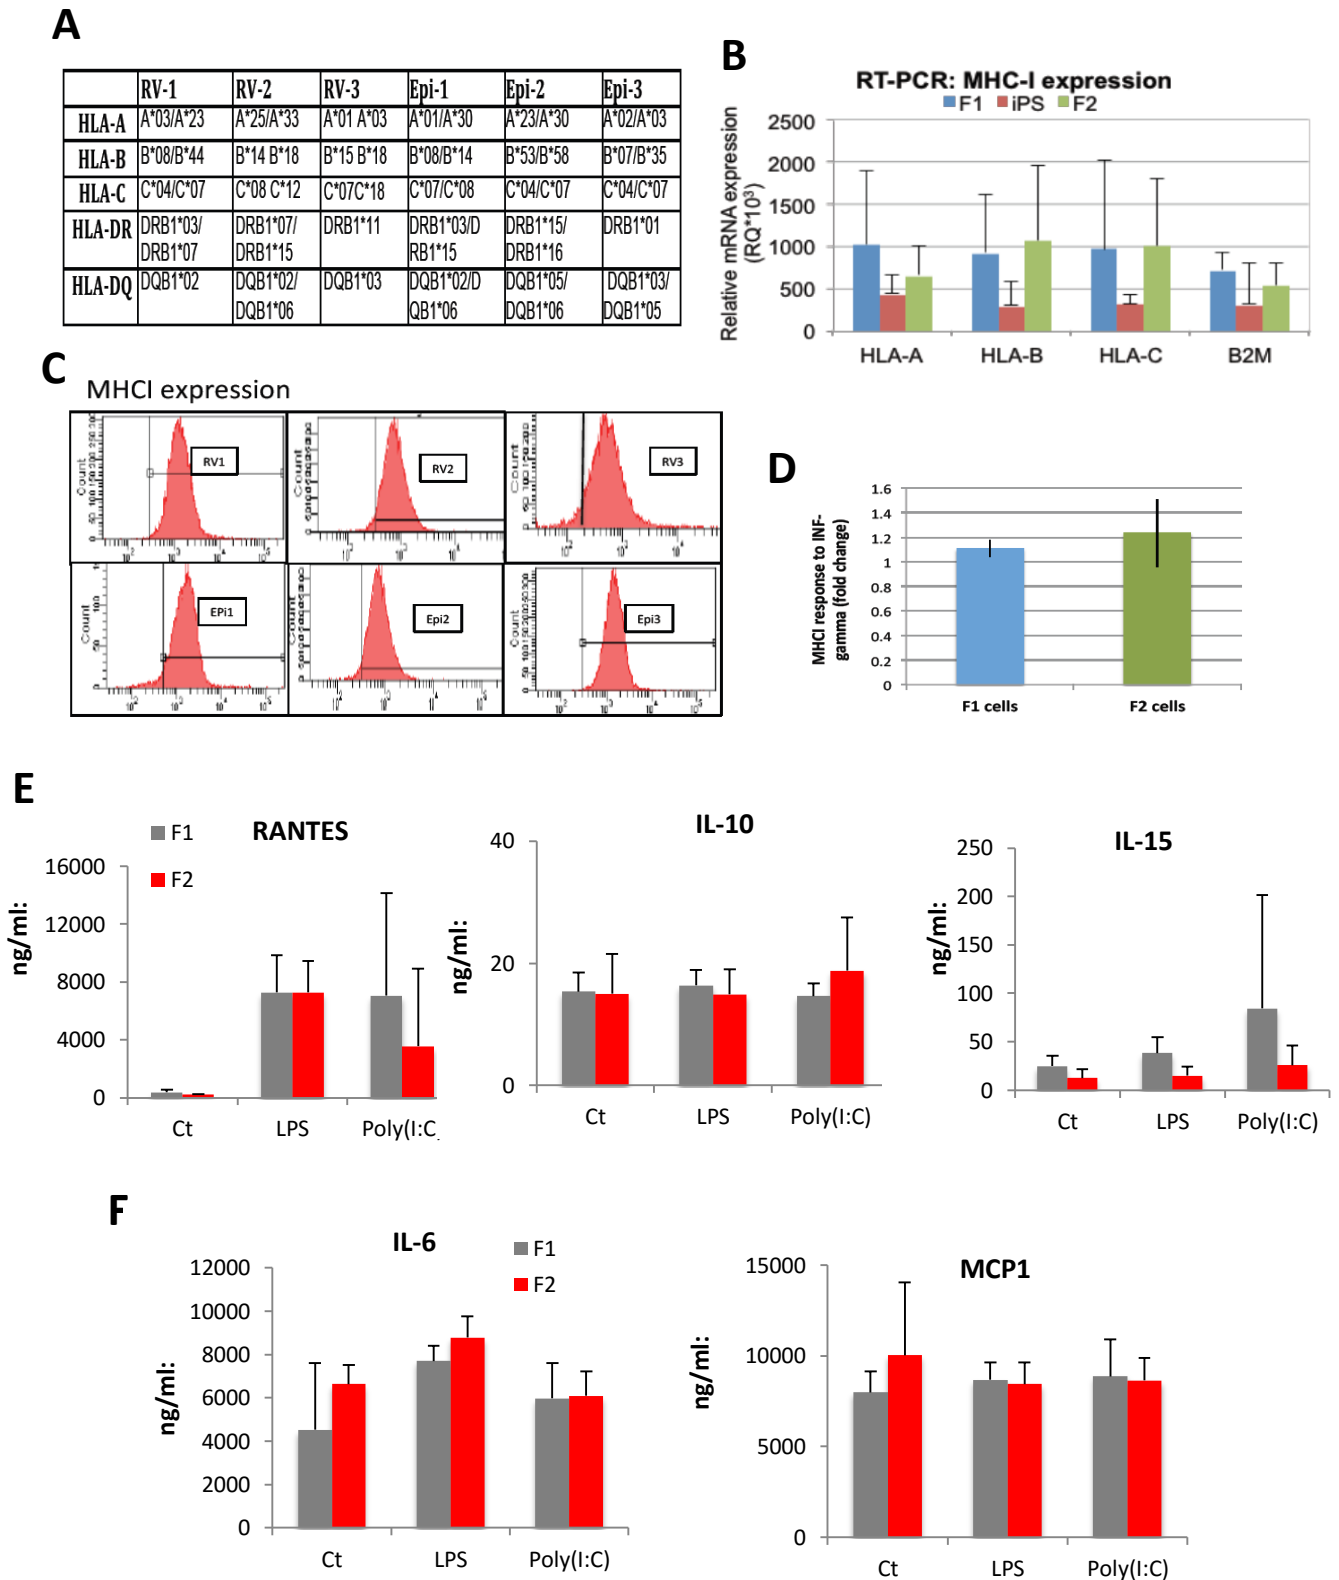 A
RV-1 RV-2 RV-3 Epi-1 Epi-2 Epi-3
HLA-A A*03/A*23 A*25/A*33 A*01 A*03 A*01/A*30 A*23/A*30 A*02/A*03
HLA-B B*08/B*44 B*14 B*18 B*15 B*18 B*08/B*14 B*53/B*58 B*07/B*35
HLA-C C*04/C*07 C*08 C*12 C*07C*18 C*07/C*08 C*04/C*07 C*04/C*07
HLA-DR DRB1*03/ DRB1*07/ DRB1*11 DRB1*03/D DRB1*15/ DRB1*01
DRB1*07 DRB1*15 RB1*15 DRB1*16
HLA-DQ DQB1*02 DQB1*02/ DQB1*03 DQB1*02/D DQB1*05/ DQB1*03/
DQB1*06 QB1*06 DQB1*06 DQB1*05
B
RT-PCR: MHC-I expression
F1 iPS F2
Relative mRNA expression
(RQ*10³)
2500
2000
1500
1000
500
0
HLA-A HLA-B HLA-C B2M
C
MHCI expression
Count
RV1
Count
RV2
Count
RV3
Count
EPi1
Count
Epi2
Count
Epi3
D
MHCI response to INF-
gamma (fold change)
1.6
1.4
1.2
1
0.8
0.6
0.4
0.2
0
F1 cells F2 cells
E
RANTES
F1
F2
ng/ml:
16000
12000
8000
4000
0
Ct LPS Poly(I:C)
IL-10
ng/ml:
40
20
0
Ct LPS Poly(I:C)
IL-15
ng/ml:
250
200
150
100
50
0
Ct LPS Poly(I:C)
F
IL-6
F1
F2
ng/ml:
12000
10000
8000
6000
4000
2000
0
Ct LPS Poly(I:C)
MCP1
ng/ml:
15000
10000
5000
0
Ct LPS Poly(I:C)